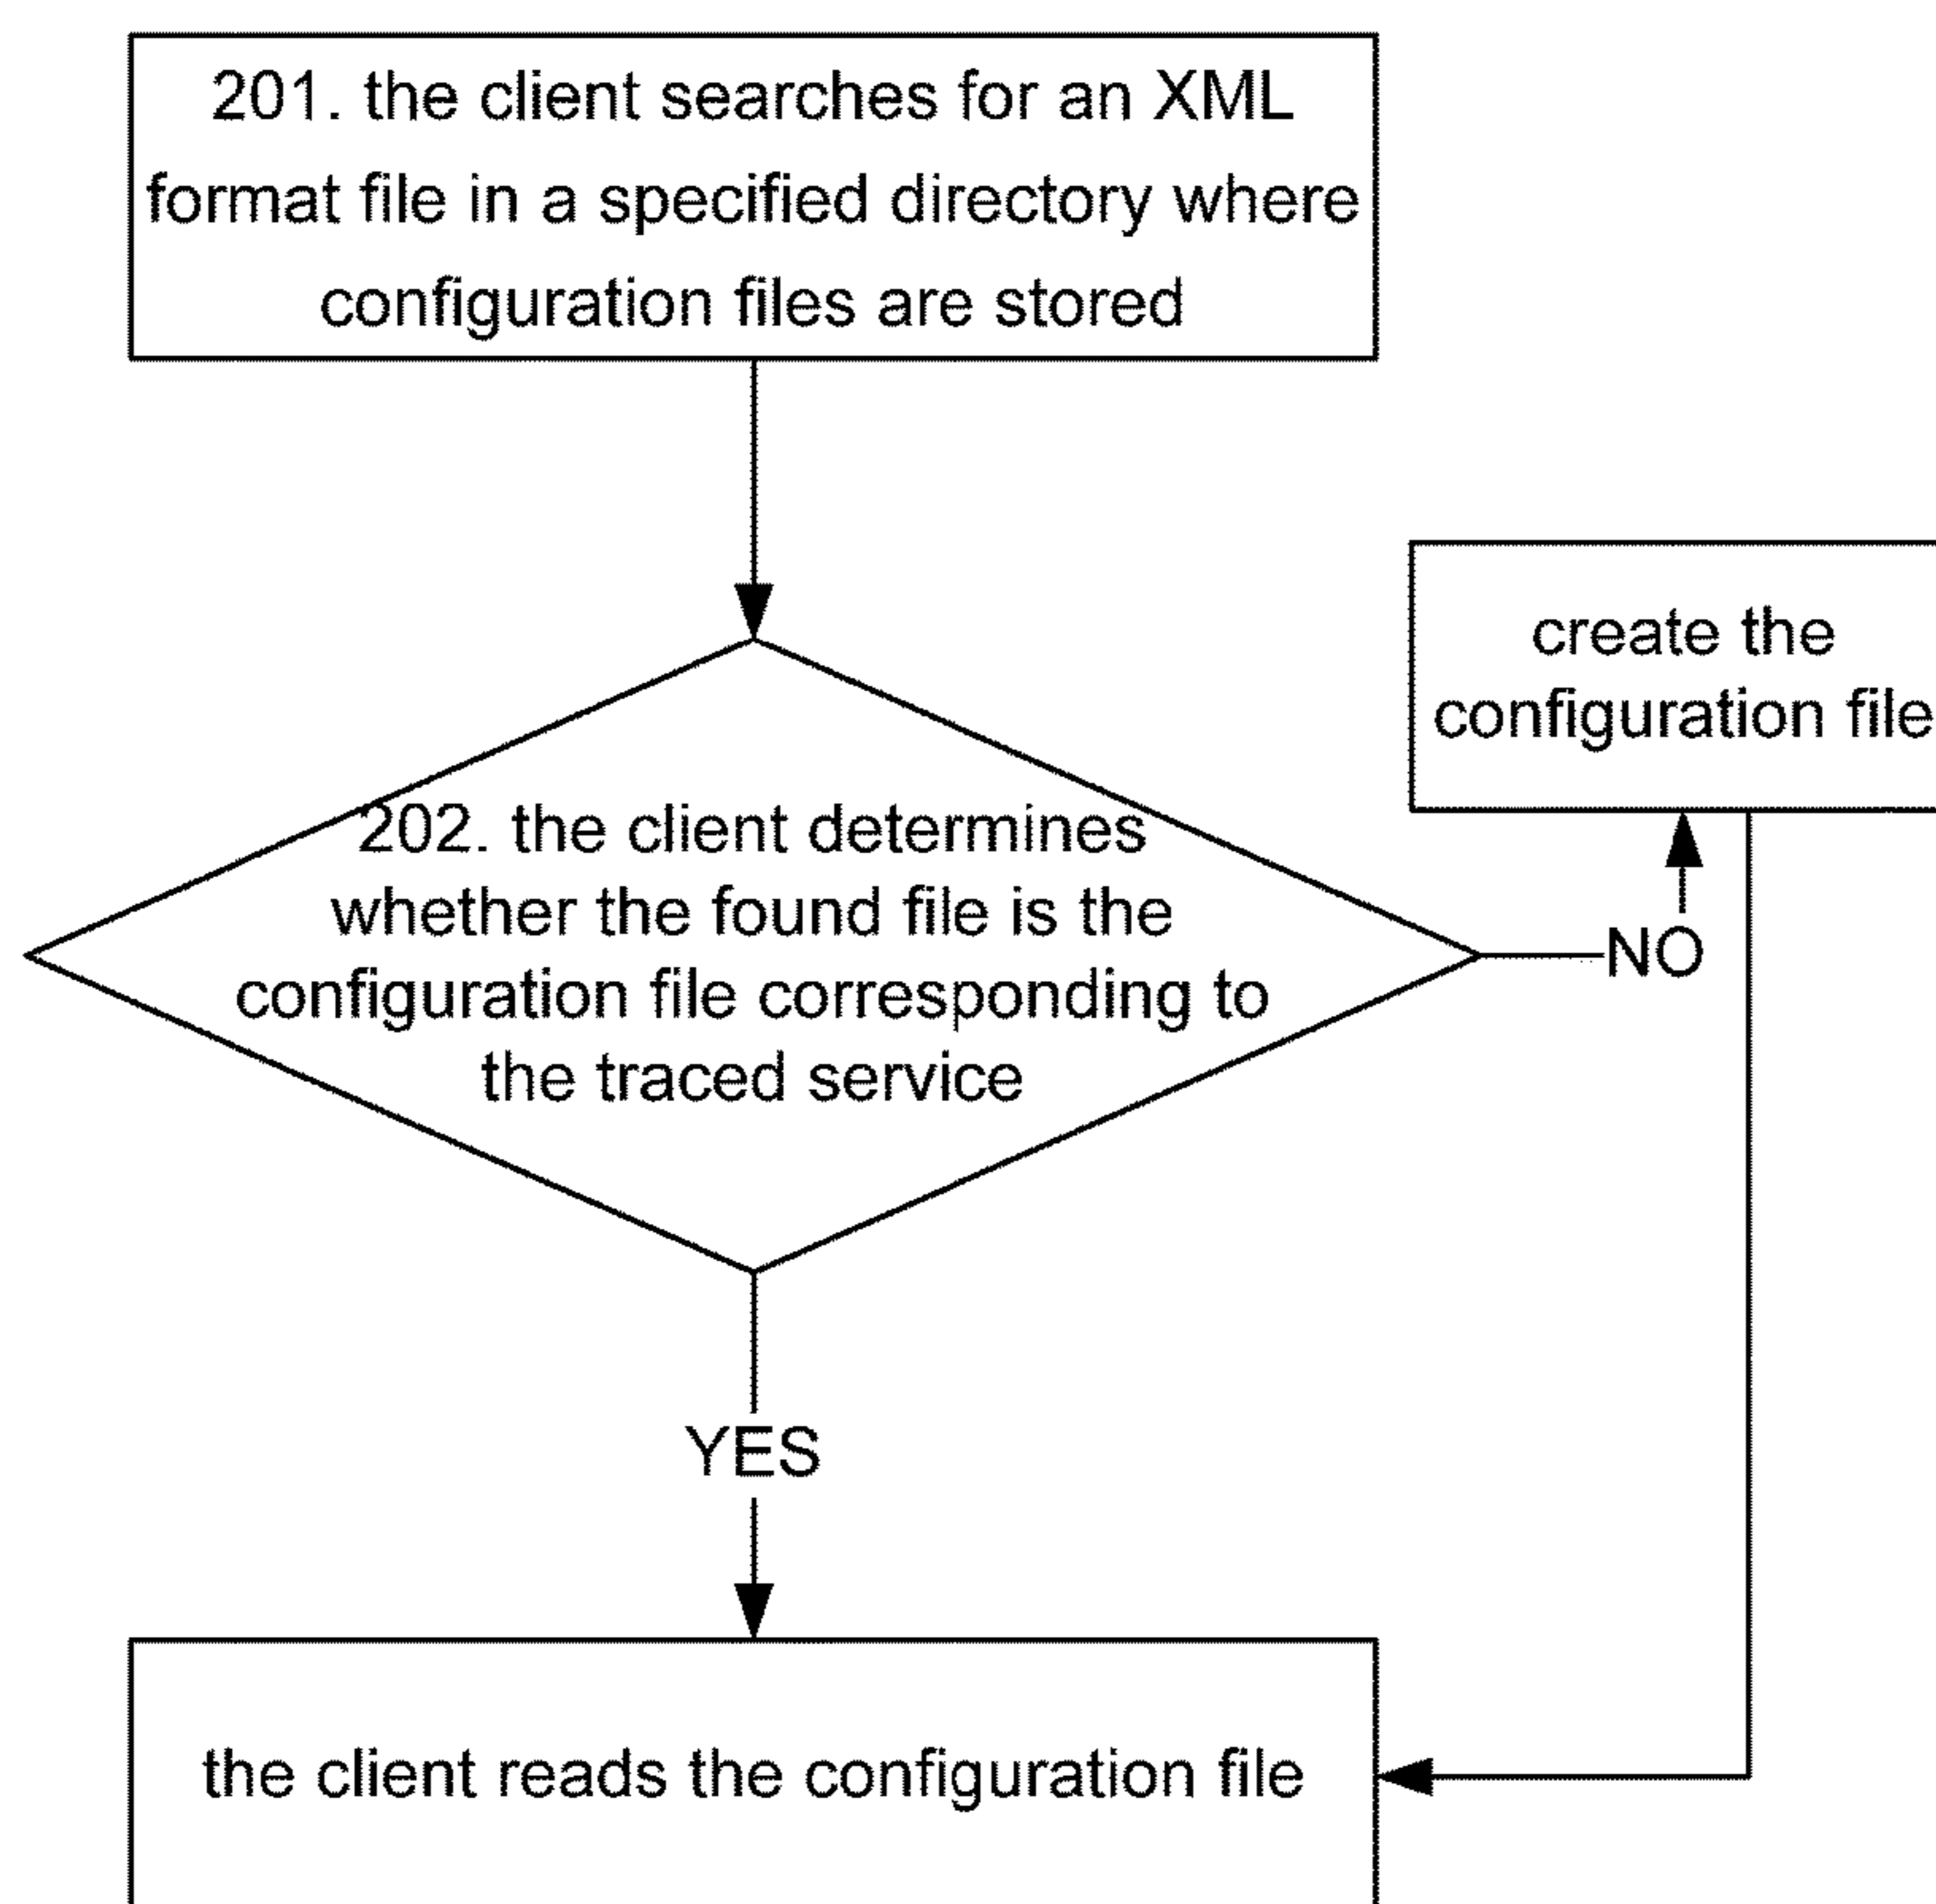 201. the client searches for an XML
format file in a specified directory where
configuration files are stored
create the
configuration file
202. the client determines
whether the found file is the
configuration file corresponding to
the traced service
NO
YES
the client reads the configuration file